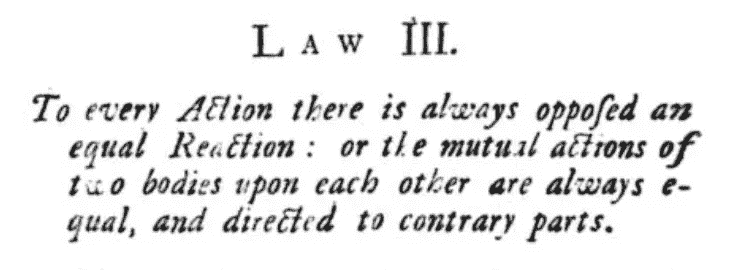 LAW III.
To every Action there is always oppoſed an
equal Reaction: or the mutual actions of
two bodies upon each other are always e-
qual, and directed to contrary parts.